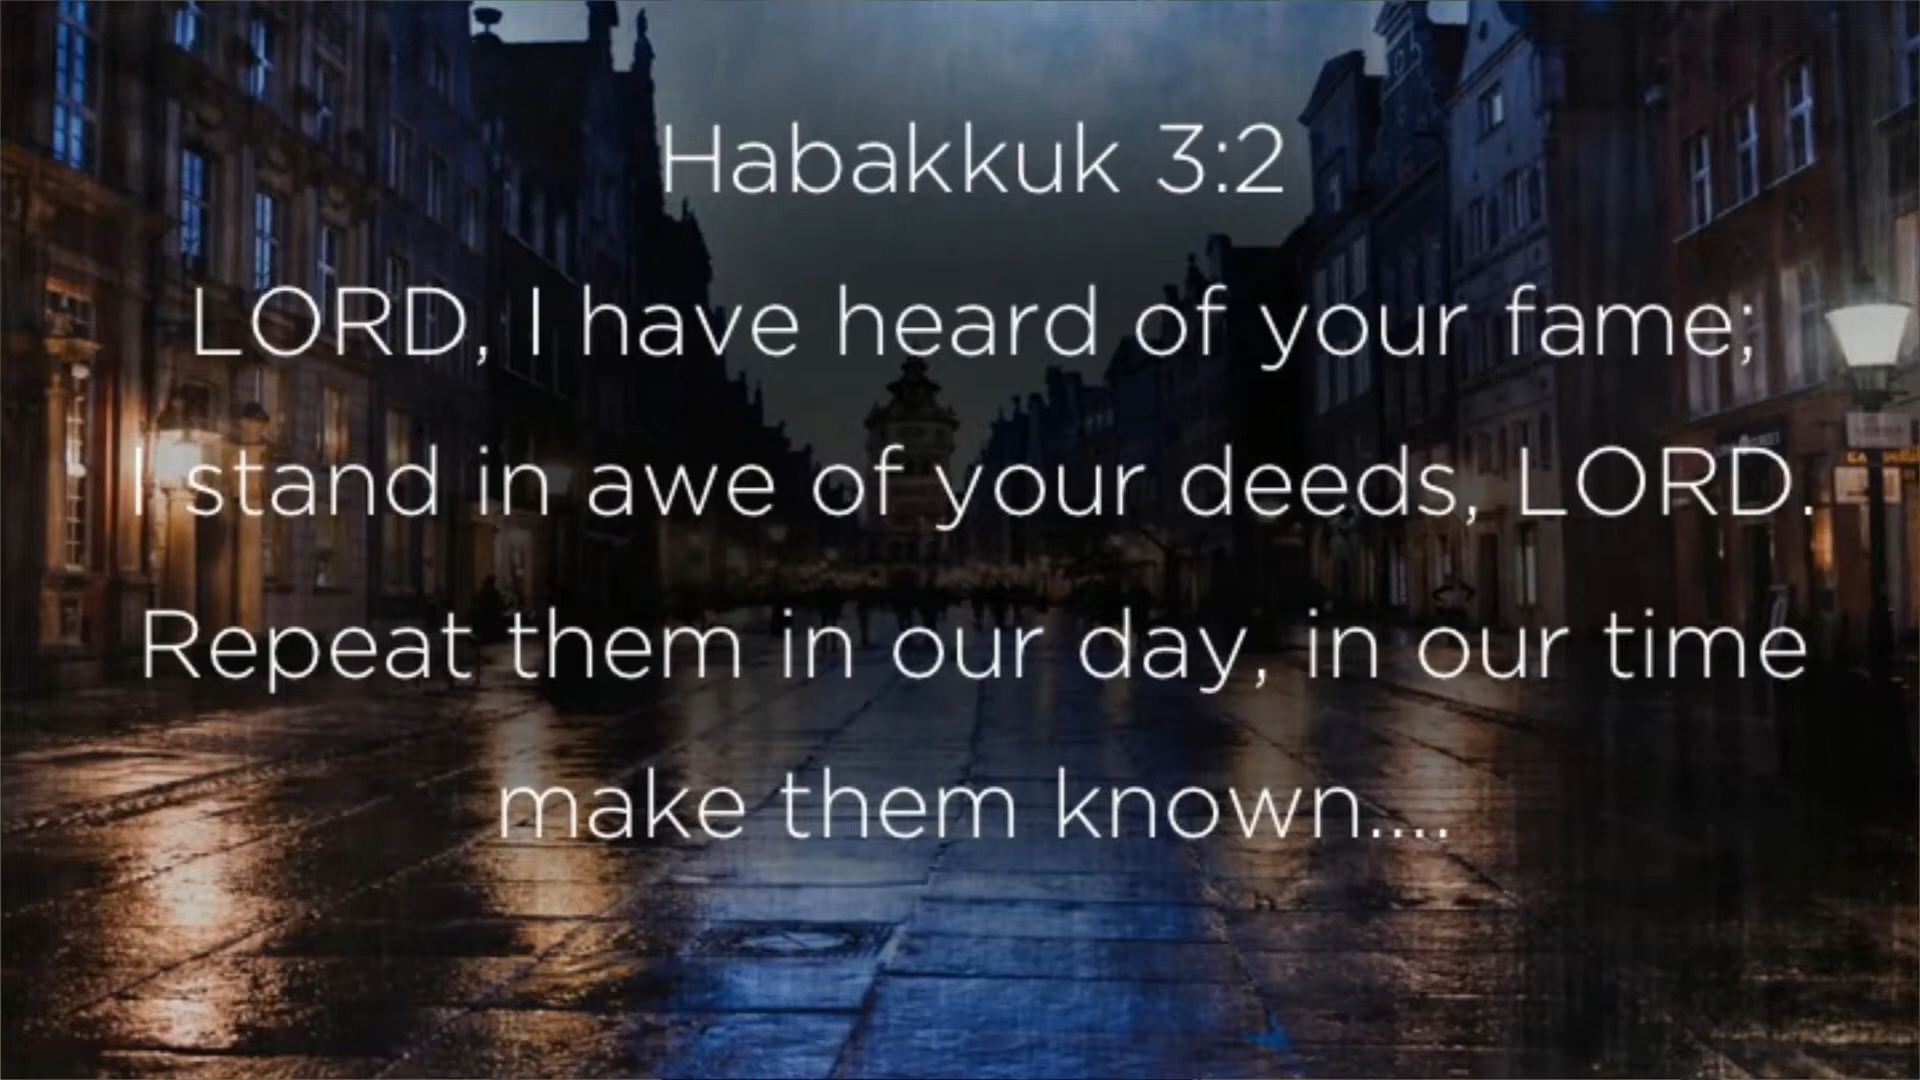 Habakkuk 3:2
LORD, I have heard of your fame;
I stand in awe of your deeds, LORD.
Repeat them in our day, in our time
make them known....